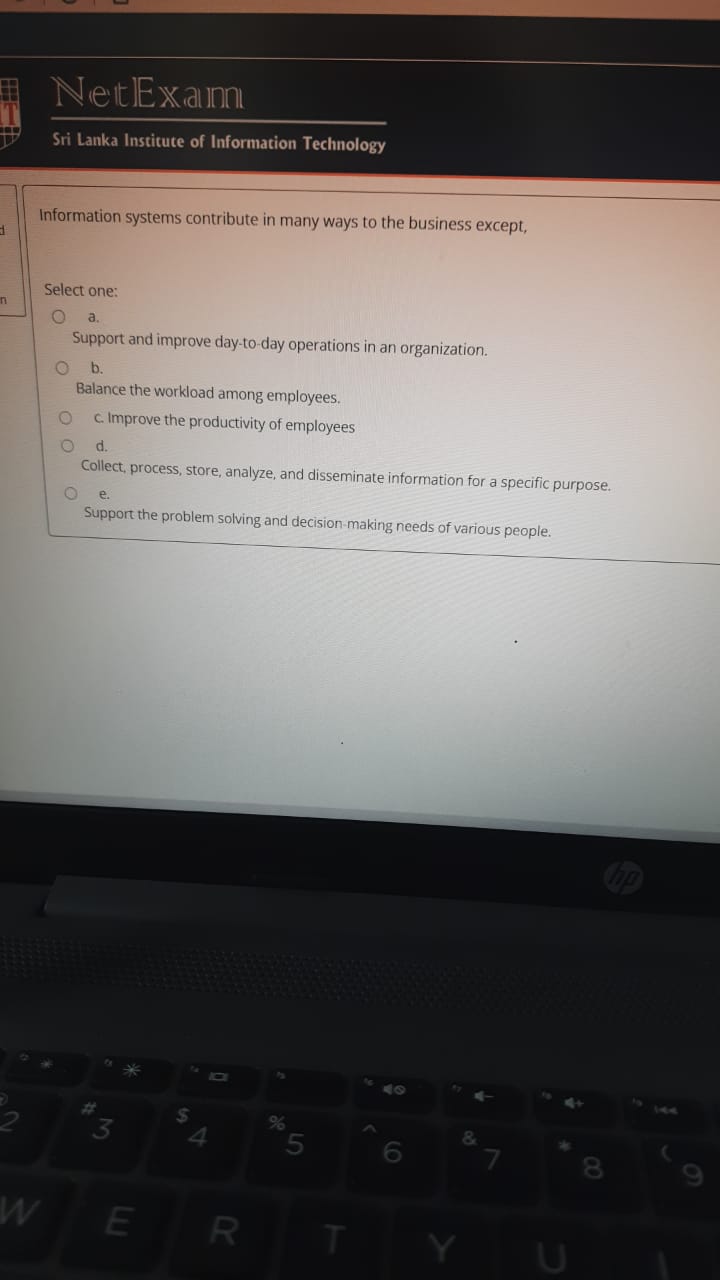 IT
NetExam
Sri Lanka Institute of Information Technology
d
n
Information systems contribute in many ways to the business except,
Select one:
a.
Support and improve day-to-day operations in an organization.
b.
Balance the workload among employees.
c. Improve the productivity of employees
d.
Collect, process, store, analyze, and disseminate information for a specific purpose.
e.
Support the problem solving and decision-making needs of various people.
hp
2 # 3 $ 4 % 5 ^ 6 & 7 * 8 ( 9
W E R T Y U